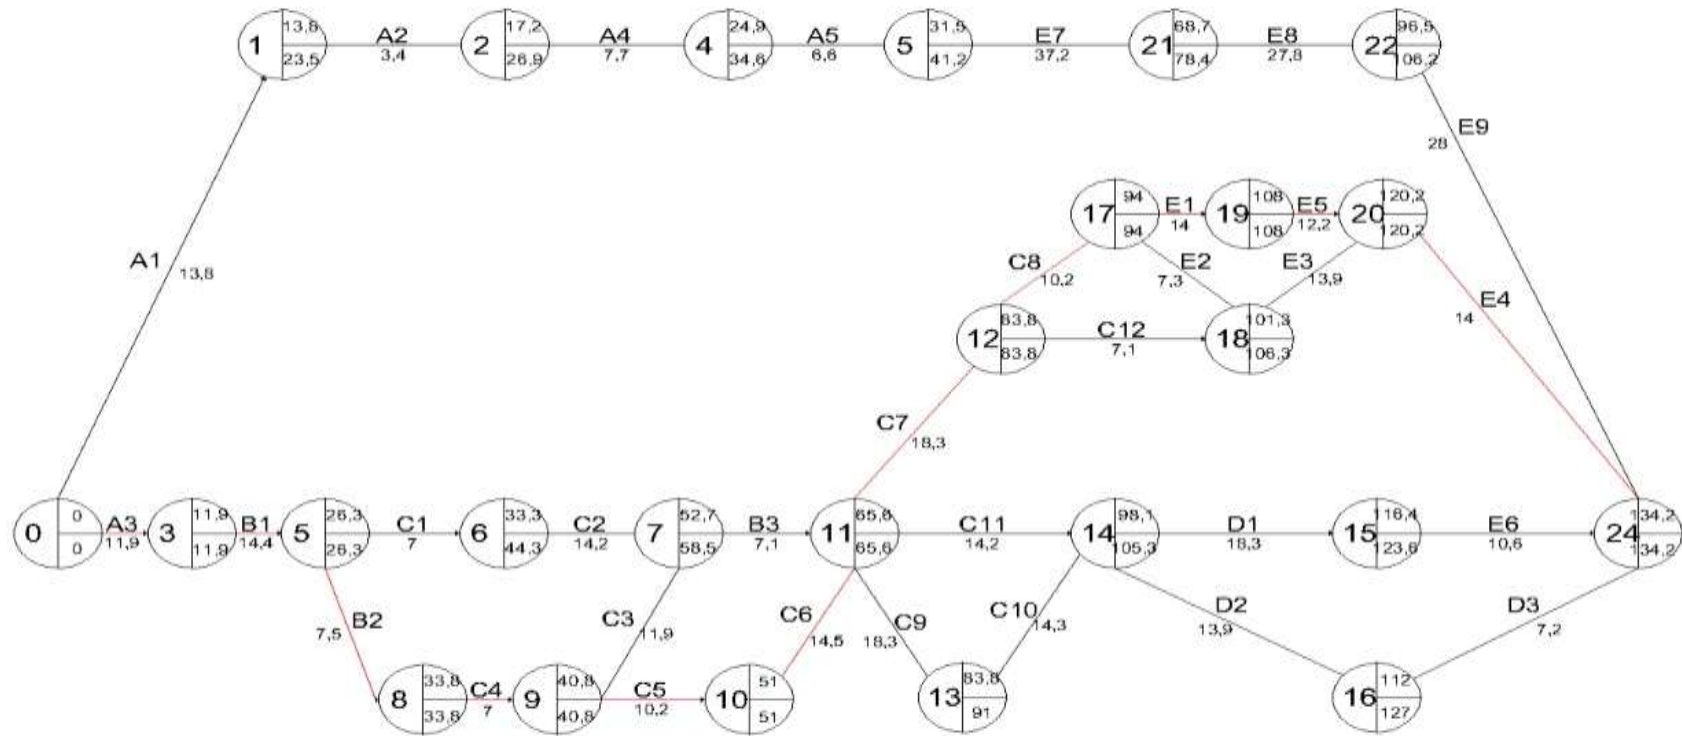 1 13,8 23,5
A2 3,4
2 17,2 26,9
A4 7,7
4 24,9 34,6
A5 6,6
5 31,5 41,2
E7 37,2
21 68,7 78,4
E8 27,8
22 96,5 106,2
E9 28
A1 13,8
17 94 94
E1 14
19 108 108
E5 12,2
20 120,2 120,2
C8 10,2
E2 7,3
E3 13,9
E4 14
12 83,8 83,8
C12 7,1
18 101,3 106,3
C7 18,3
0 0 0
A3 11,9
3 11,9 11,9
B1 14,4
5 26,3 26,3
C1 7
6 33,3 44,3
C2 14,2
7 52,7 58,5
B3 7,1
11 65,6 65,6
C11 14,2
14 98,1 105,3
D1 18,3
15 116,4 123,6
E6 10,6
24 134,2 134,2
B2 7,5
C3 11,9
C6 14,5
C9 18,3
C10 14,3
D2 13,9
D3 7,2
8 33,8 33,8
C4 7
9 40,8 40,8
C5 10,2
10 51 51
13 83,8 91
16 112 127